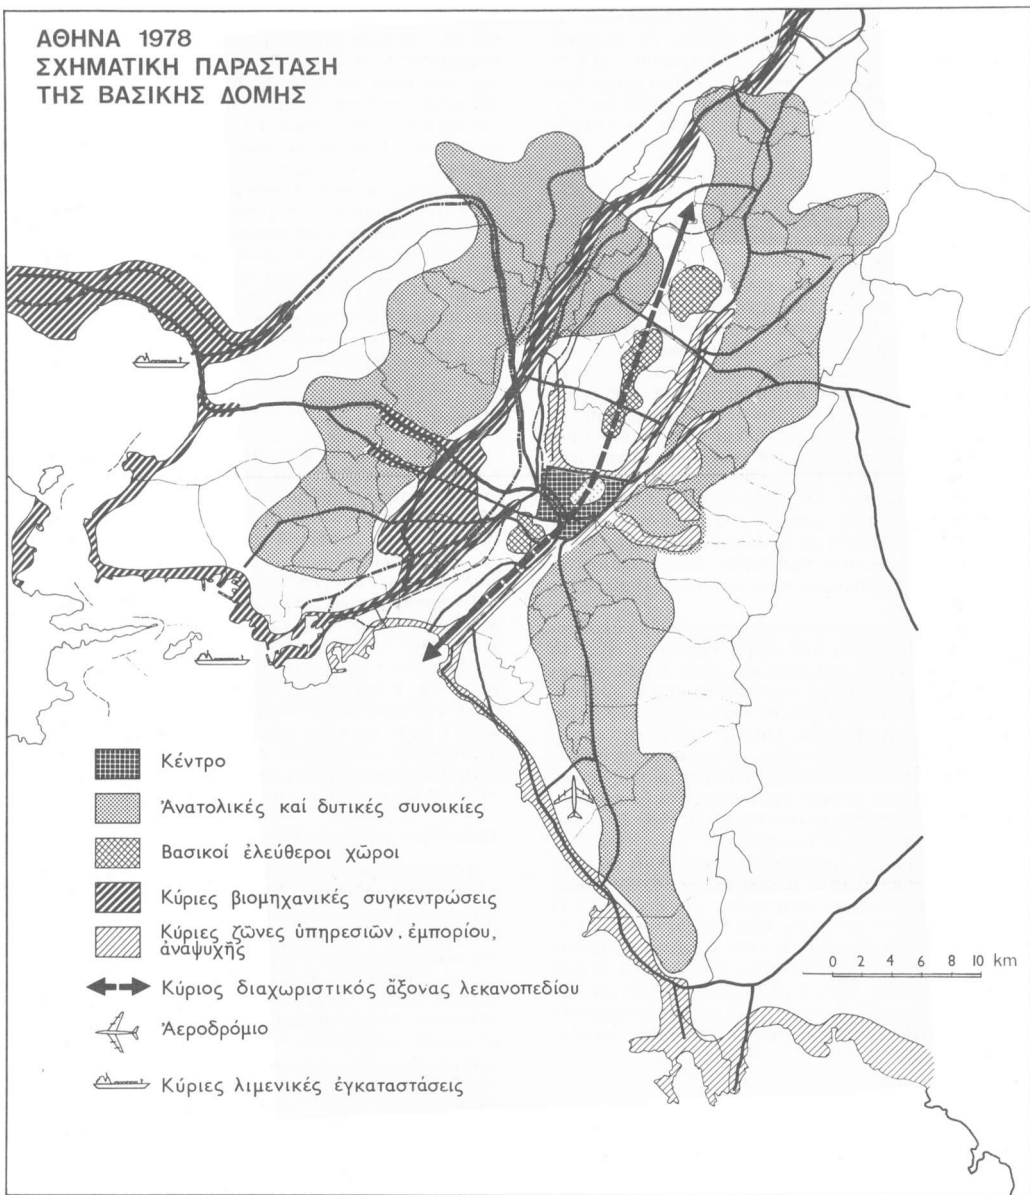 ΑΘΗΝΑ 1978
ΣΧΗΜΑΤΙΚΗ ΠΑΡΑΣΤΑΣΗ
ΤΗΣ ΒΑΣΙΚΗΣ ΔΟΜΗΣ
Κέντρο
Ἀνατολικές καί δυτικές συνοικίες
Βασικοί ἐλεύθεροι χῶροι
Κύριες βιομηχανικές συγκεντρώσεις
Κύριες ζῶνες ὑπηρεσιῶν, ἐμπορίου,
ἀναψυχῆς
Κύριος διαχωριστικός ἄξονας λεκανοπεδίου
Ἀεροδρόμιο
Κύριες λιμενικές ἐγκαταστάσεις
0 2 4 6 8 10 km